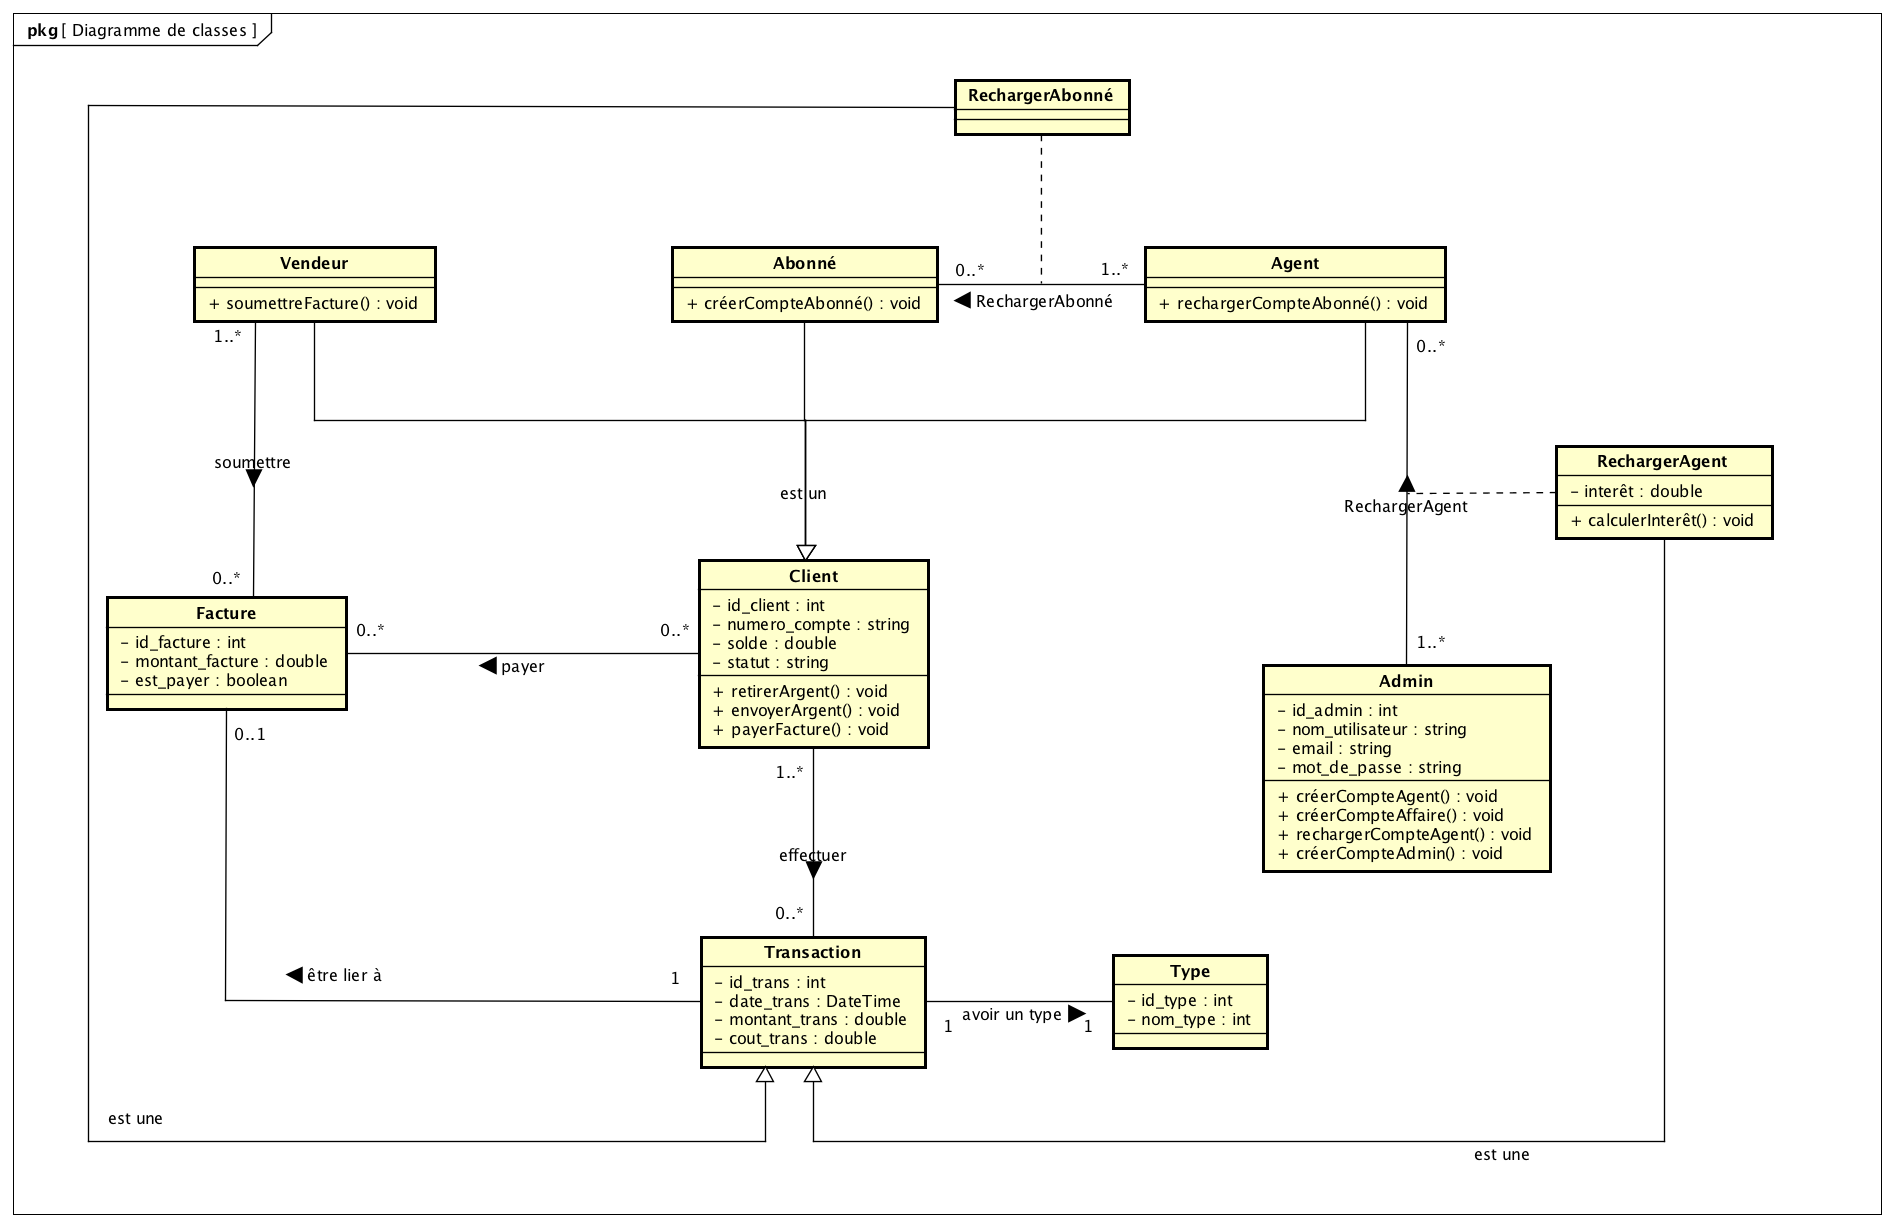 pkg [ Diagramme de classes ]
RechargerAbonné
Vendeur
+ soumettreFacture() : void
Abonné
+ créerCompteAbonné() : void
0..*
1..*
RechargerAbonné
Agent
+ rechargerCompteAbonné() : void
1..*
0..*
soumettre
est un
RechargerAgent
RechargerAgent
- interêt : double
+ calculerInterêt() : void
0..*
Facture
- id_facture : int
- montant_facture : double
- est_payer : boolean
0..*
0..*
payer
Client
- id_client : int
- numero_compte : string
- solde : double
- statut : string
+ retirerArgent() : void
+ envoyerArgent() : void
+ payerFacture() : void
1..*
Admin
- id_admin : int
- nom_utilisateur : string
- email : string
- mot_de_passe : string
+ créerCompteAgent() : void
+ créerCompteAffaire() : void
+ rechargerCompteAgent() : void
+ créerCompteAdmin() : void
0..1
1..*
effectuer
0..*
être lier à
1
Transaction
- id_trans : int
- date_trans : DateTime
- montant_trans : double
- cout_trans : double
1
avoir un type
1
Type
- id_type : int
- nom_type : int
est une
est une